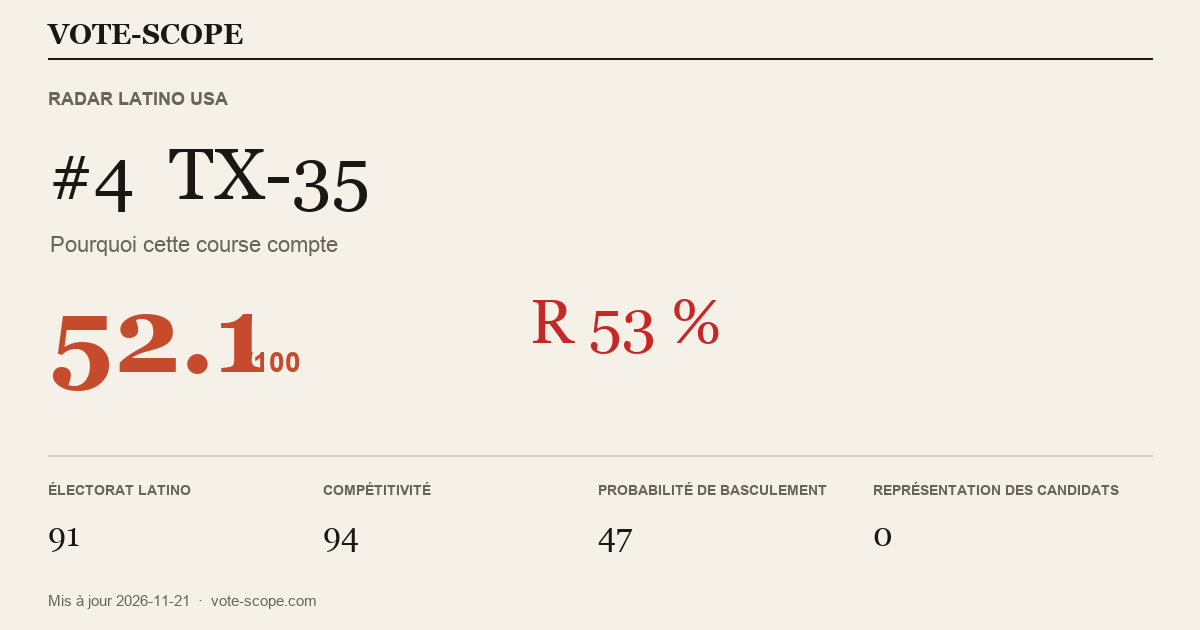 VOTE-SCOPE
RADAR LATINO USA
#4 TX-35
Pourquoi cette course compte
52.1/100
R 53 %
ÉLECTORAT LATINO
COMPÉTITIVITÉ
PROBABILITÉ DE BASCULEMENT
REPRÉSENTATION DES CANDIDATS
91
94
47
0
Mis à jour 2026-11-21 · vote-scope.com